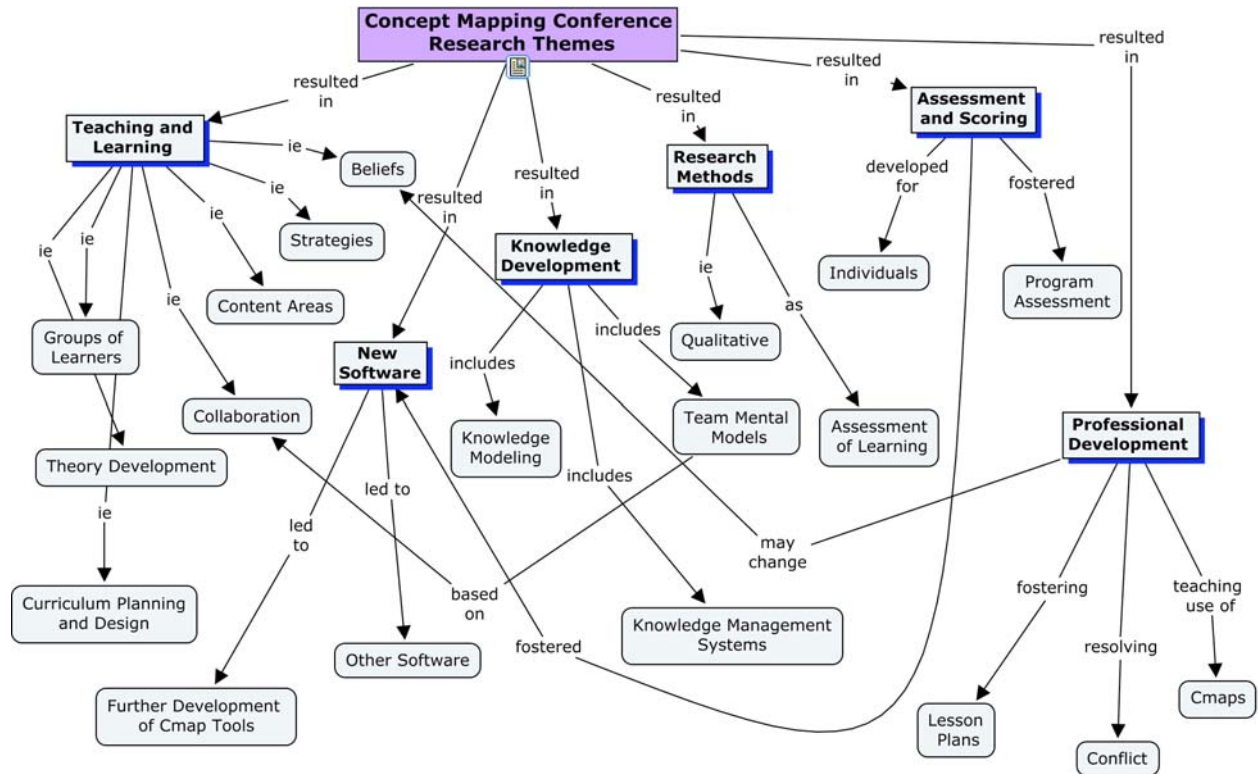 Concept Mapping Conference
Research Themes
resulted
in
resulted
in
resulted
in
resulted
in
resulted
in
resulted
in
Teaching and
Learning
Assessment
and Scoring
Research
Methods
ie
Beliefs
developed
for
fostered
ie
Strategies
ie
ie
ie
Knowledge
Development
ie
Individuals
Program
Assessment
Content Areas
ie
as
Groups of
Learners
New
Software
includes
includes
Qualitative
Collaboration
Knowledge
Modeling
Team Mental
Models
Assessment
of Learning
Professional
Development
Theory Development
includes
led to
ie
led
to
based
on
may
change
fostering
teaching
use of
Curriculum Planning
and Design
Knowledge Management
Systems
fostered
resolving
Other Software
Further Development
of Cmap Tools
Lesson
Plans
Cmaps
Conflict